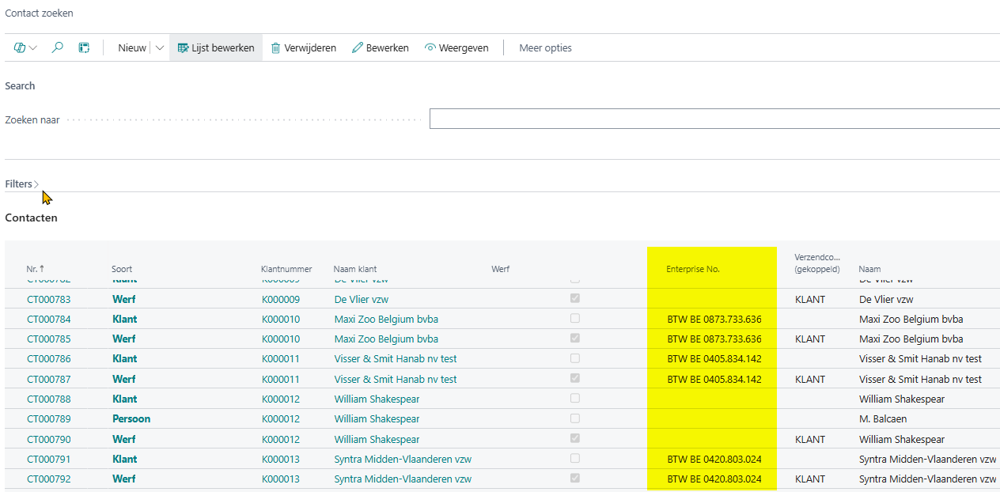 Contact zoeken
Nieuw Lijst bewerken Verwijderen Bewerken Weergeven Meer opties
Search
Zoeken naar
Filters
Contacten
Nr. Soort Klantnummer Naam klant Werf Enterprise No. Verzendco... (gekoppeld) Naam
CT000782 Klant K000009 De Vlier vzw De Vlier vzw
CT000783 Werf K000009 De Vlier vzw KLANT De Vlier vzw
CT000784 Klant K000010 Maxi Zoo Belgium bvba BTW BE 0873.733.636 Maxi Zoo Belgium bvba
CT000785 Werf K000010 Maxi Zoo Belgium bvba BTW BE 0873.733.636 KLANT Maxi Zoo Belgium bvba
CT000786 Klant K000011 Visser & Smit Hanab nv test BTW BE 0405.834.142 Visser & Smit Hanab nv test
CT000787 Werf K000011 Visser & Smit Hanab nv test BTW BE 0405.834.142 KLANT Visser & Smit Hanab nv test
CT000788 Klant K000012 William Shakespear William Shakespear
CT000789 Persoon K000012 William Shakespear M. Balcaen
CT000790 Werf K000012 William Shakespear KLANT William Shakespear
CT000791 Klant K000013 Syntra Midden-Vlaanderen vzw BTW BE 0420.803.024 Syntra Midden-Vlaanderen vzw
CT000792 Werf K000013 Syntra Midden-Vlaanderen vzw BTW BE 0420.803.024 KLANT Syntra Midden-Vlaanderen vzw